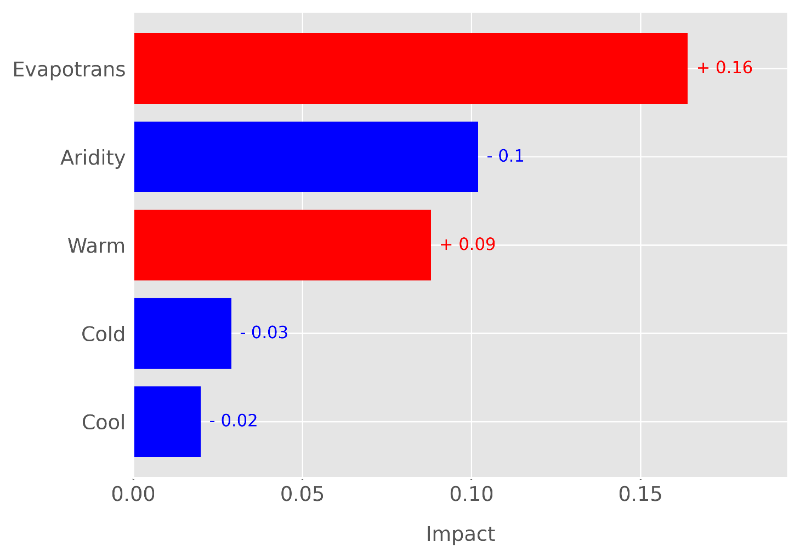 Evapotrans
+ 0.16
Aridity
- 0.1
Warm
+ 0.09
Cold
- 0.03
Cool
- 0.02
0.00 0.05 0.10 0.15
Impact